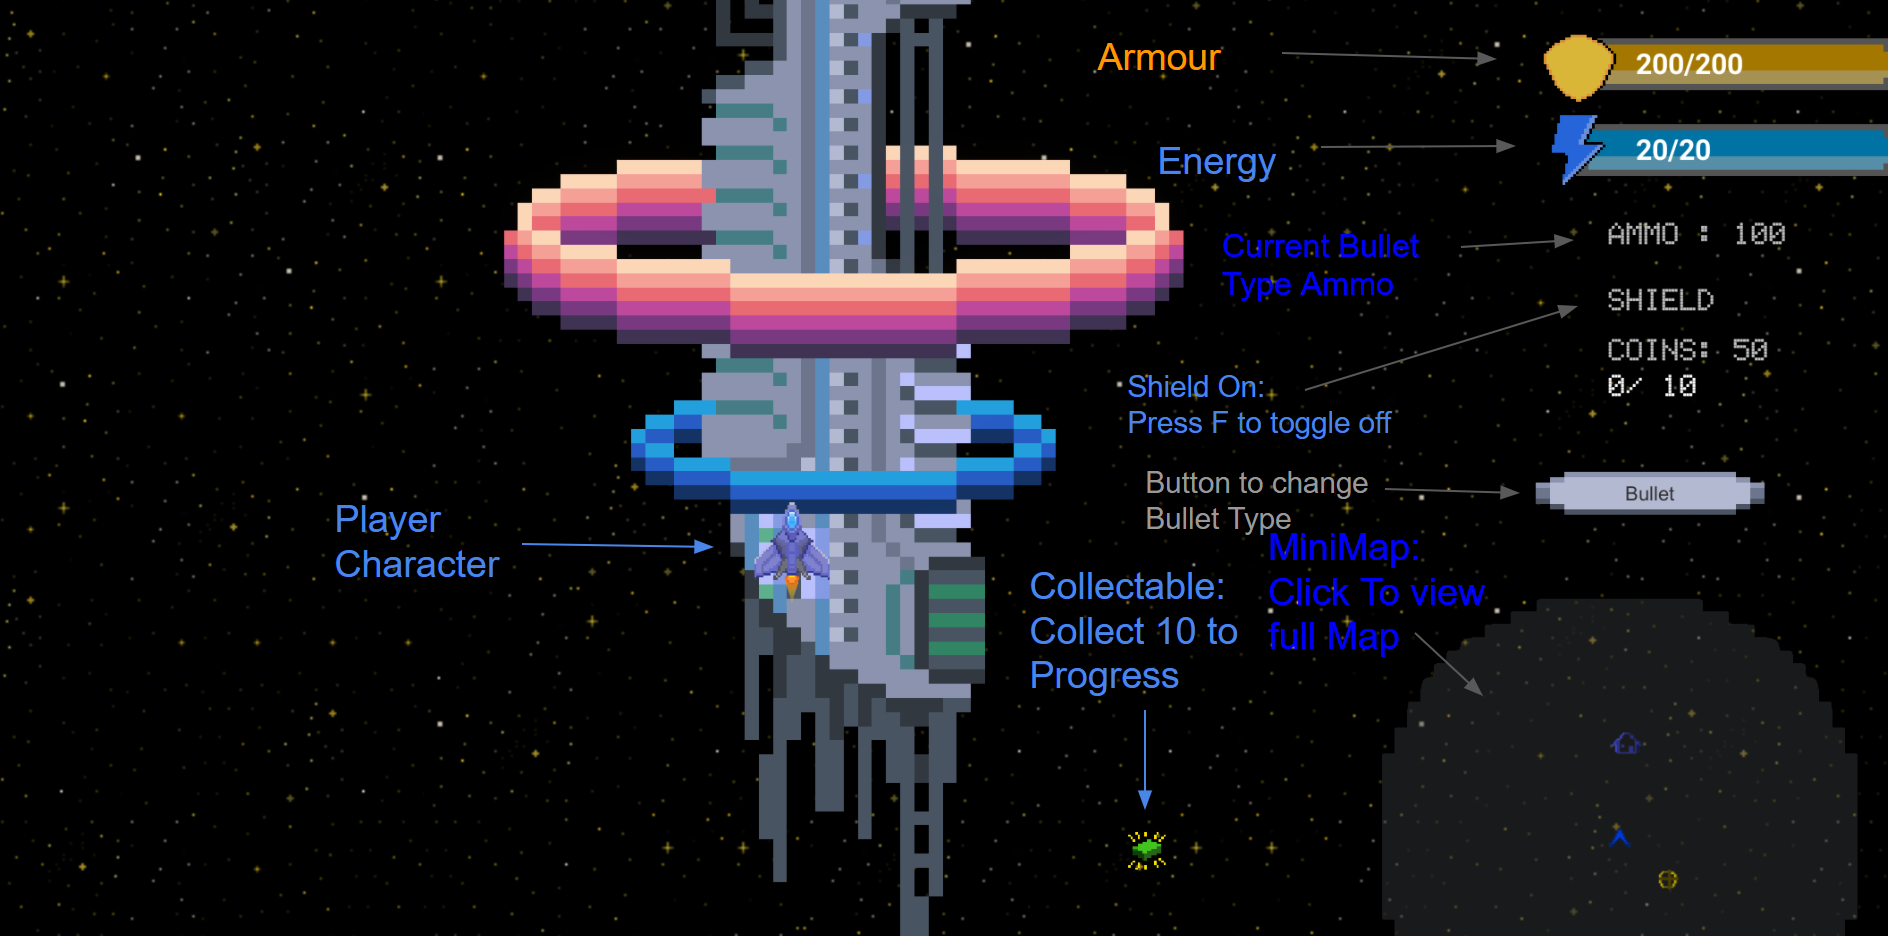 Armour
200/200
Energy
20/20
Current Bullet
Type Ammo
AMMO : 100
SHIELD
COINS: 50
0/ 10
Shield On:
Press F to toggle off
Button to change
Bullet Type
Bullet
Player
Character
MiniMap:
Click To view
full Map
Collectable:
Collect 10 to
Progress